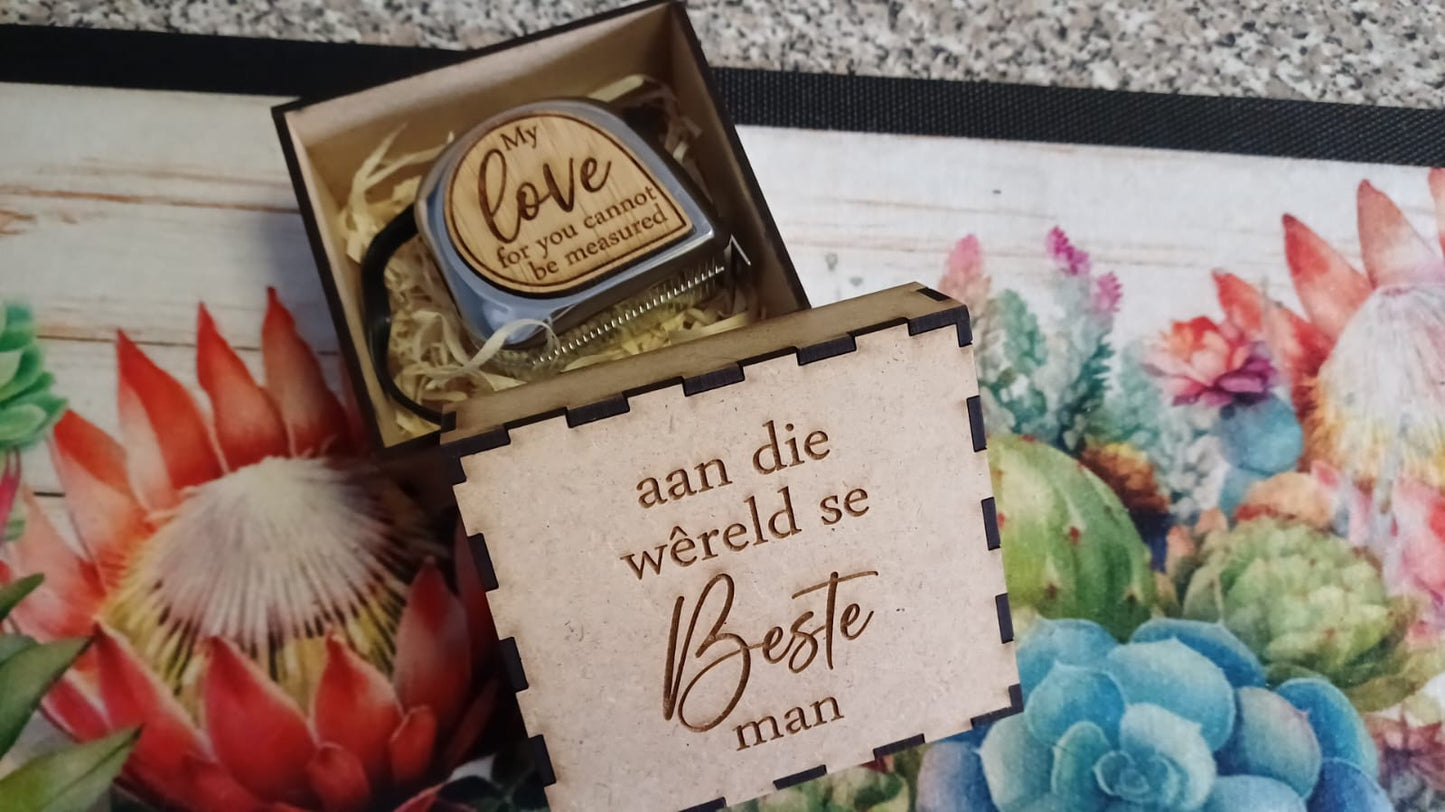 My
love
for you cannot
be measured
aan die
wêreld se
Beste
man